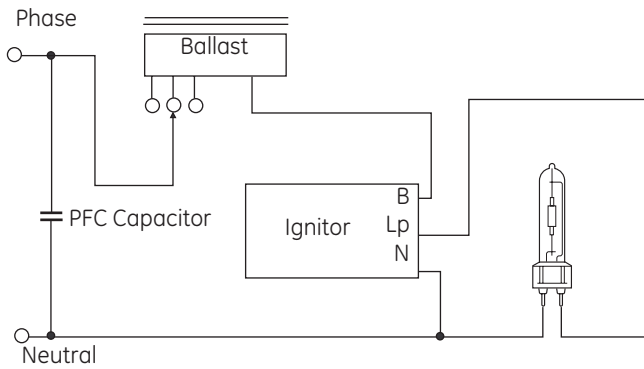 Phase
Ballast
B
PFC Capacitor
Ignitor
Lp
N
Neutral